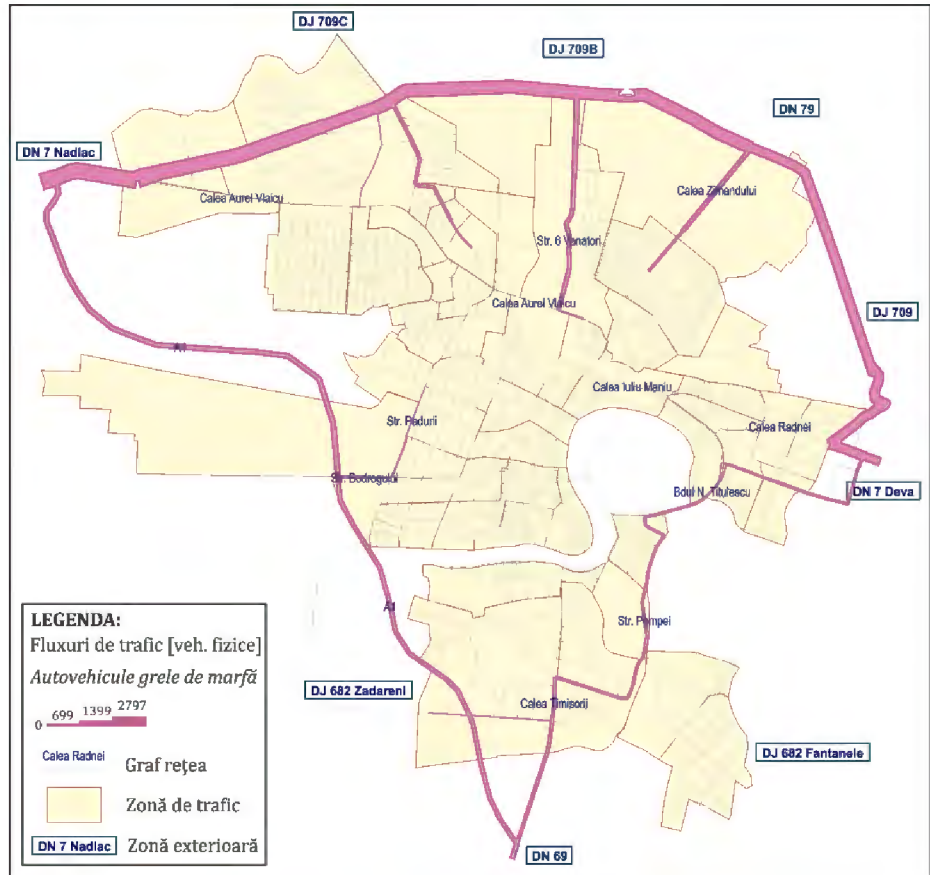 DJ 709C
DJ 709B
DN 79
DN 7 Nadlac
Calea Aurel Vlaicu
Calea Zimandului
Str. 6 Vanatori
Calea Aurel Vlaicu
DJ 709
A1
Calea Iuliu Maniu
Str. Padurii
Calea Radnei
Str. Bodrogului
Bdul N. Titulescu
DN 7 Deva
A1
Str. Pompei
DJ 682 Zadareni
Calea Timisorii
DJ 682 Fantanele
DN 69
LEGENDA:
Fluxuri de trafic [veh. fizice]
Autovehicule grele de marfă
0 699 1399 2797
Calea Radnei Graf rețea
Zonă de trafic
DN 7 Nadlac Zonă exterioară